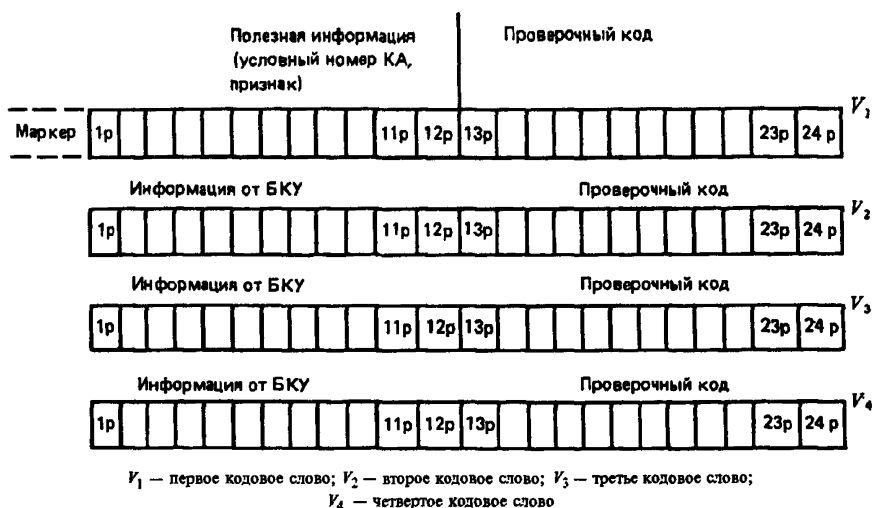 Полезная информация
(условный номер КА,
признак)
Проверочный код
Маркер 1р 11р 12р 13р 23р 24 р V₁
Информация от БКУ Проверочный код
1р 11р 12р 13р 23р 24 р V₂
Информация от БКУ Проверочный код
1р 11р 12р 13р 23р 24 р V₃
Информация от БКУ Проверочный код
1р 11р 12р 13р 23р 24 р V₄
V₁ — первое кодовое слово; V₂ — второе кодовое слово; V₃ — третье кодовое слово;
V₄ — четвертое кодовое слово